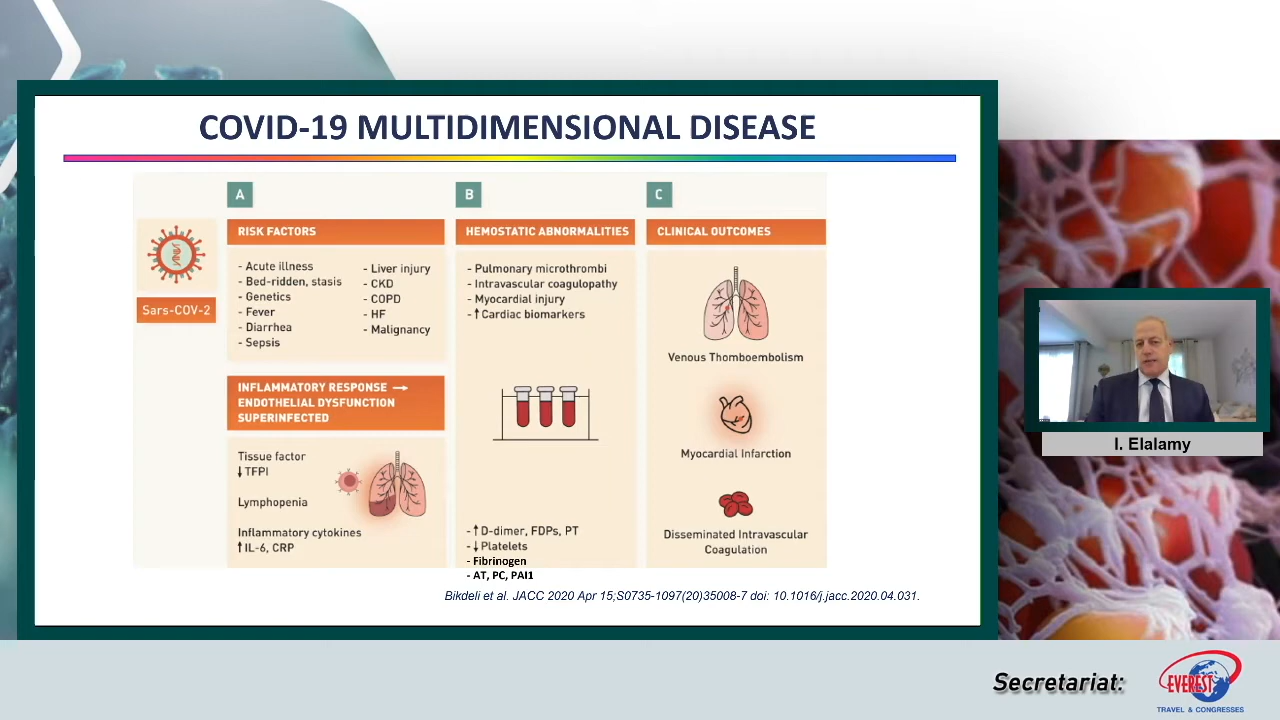 COVID-19 MULTIDIMENSIONAL DISEASE
Sars-COV-2
A
RISK FACTORS
- Acute illness
- Bed-ridden, stasis
- Genetics
- Fever
- Diarrhea
- Sepsis
- Liver injury
- CKD
- COPD
- HF
- Malignancy
INFLAMMATORY RESPONSE →
ENDOTHELIAL DYSFUNCTION
SUPERINFECTED
Tissue factor
↓ TFPI
Lymphopenia
Inflammatory cytokines
↑ IL-6, CRP
B
HEMOSTATIC ABNORMALITIES
- Pulmonary microthrombi
- Intravascular coagulopathy
- Myocardial injury
- ↑ Cardiac biomarkers
- ↑ D-dimer, FDPs, PT
- ↓ Platelets
- Fibrinogen
- AT, PC, PAI1
C
CLINICAL OUTCOMES
Venous Thromboembolism
Myocardial Infarction
Disseminated Intravascular
Coagulation
Bikdeli et al. JACC 2020 Apr 15;S0735-1097(20)35008-7 doi: 10.1016/j.jacc.2020.04.031.
I. Elalamy
Secretariat:
EVEREST
TRAVEL & CONGRESSES